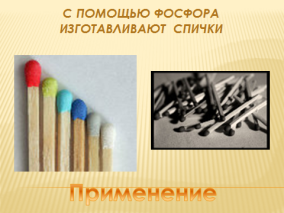 С ПОМОЩЬЮ ФОСФОРА
ИЗГОТАВЛИВАЮТ СПИЧКИ
Применение